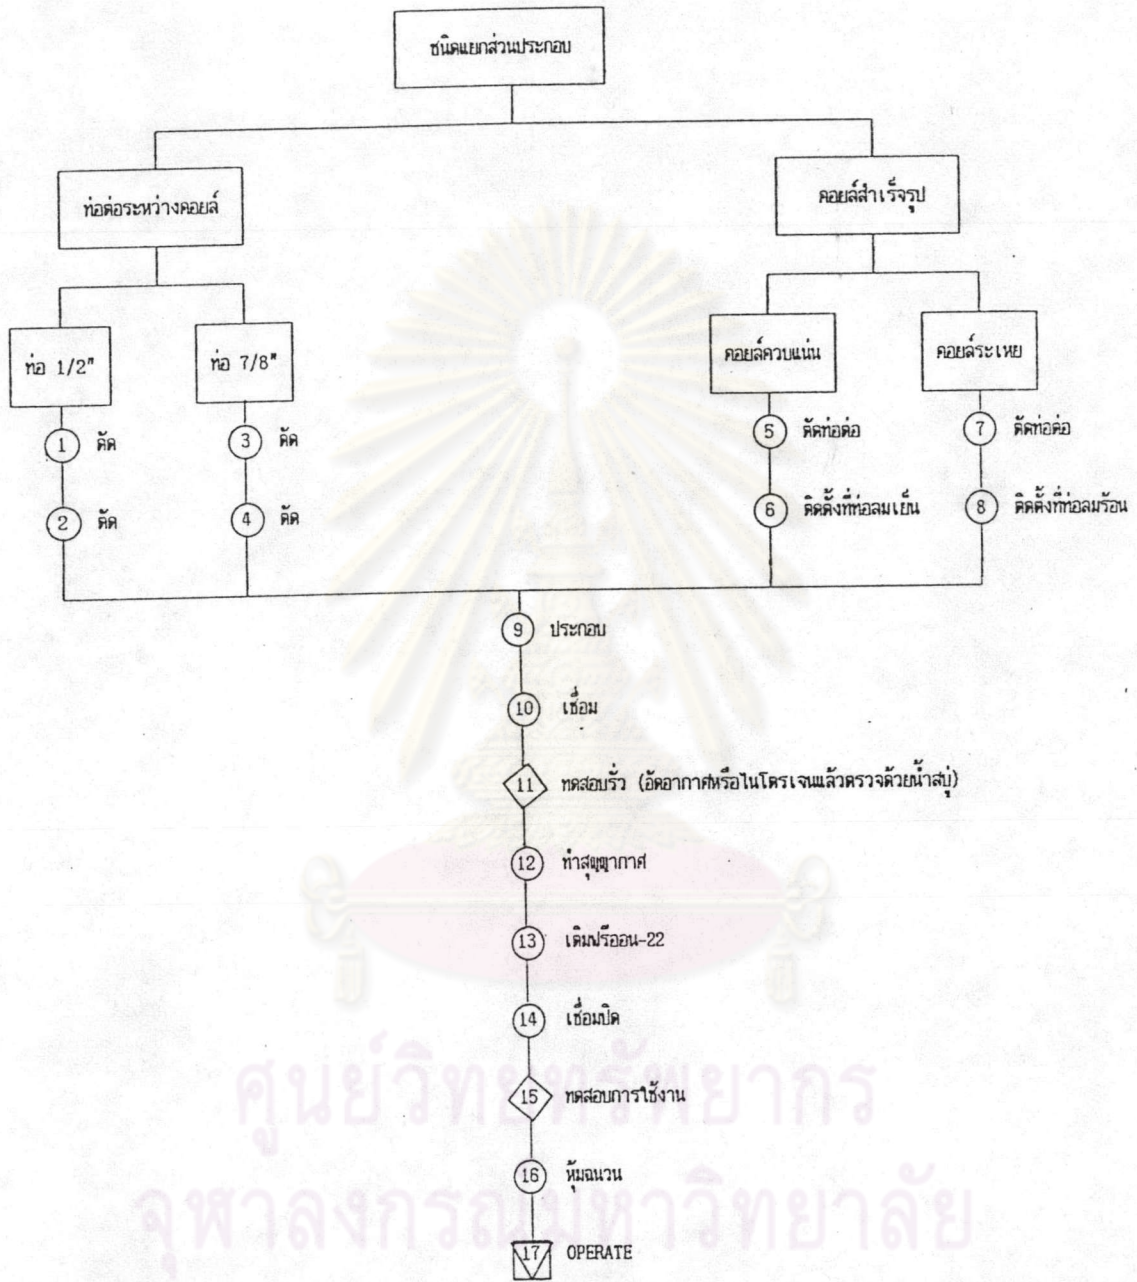 ชนิดแยกส่วนประกอบ
ท่อต่อระหว่างคอยล์
คอยล์สำเร็จรูป
ท่อ 1/2"
ท่อ 7/8"
คอยล์ควบแน่น
คอยล์ระเหย
1 ตัด
3 ตัด
5 ตัดท่อต่อ
7 ตัดท่อต่อ
2 ดัด
4 ดัด
6 ติดตั้งที่ท่อลมเย็น
8 ติดตั้งที่ท่อลมร้อน
9 ประกอบ
10 เชื่อม
11 ทดสอบรั่ว (อัดอากาศหรือไนโตรเจนแล้วตรวจด้วยน้ำสบู่)
12 ทำสุญญากาศ
13 เติมฟรีออน-22
14 เชื่อมปิด
15 ทดสอบการใช้งาน
16 หุ้มฉนวน
17 OPERATE
ศูนย์วิทยทรัพยากร
จุฬาลงกรณ์มหาวิทยาลัย